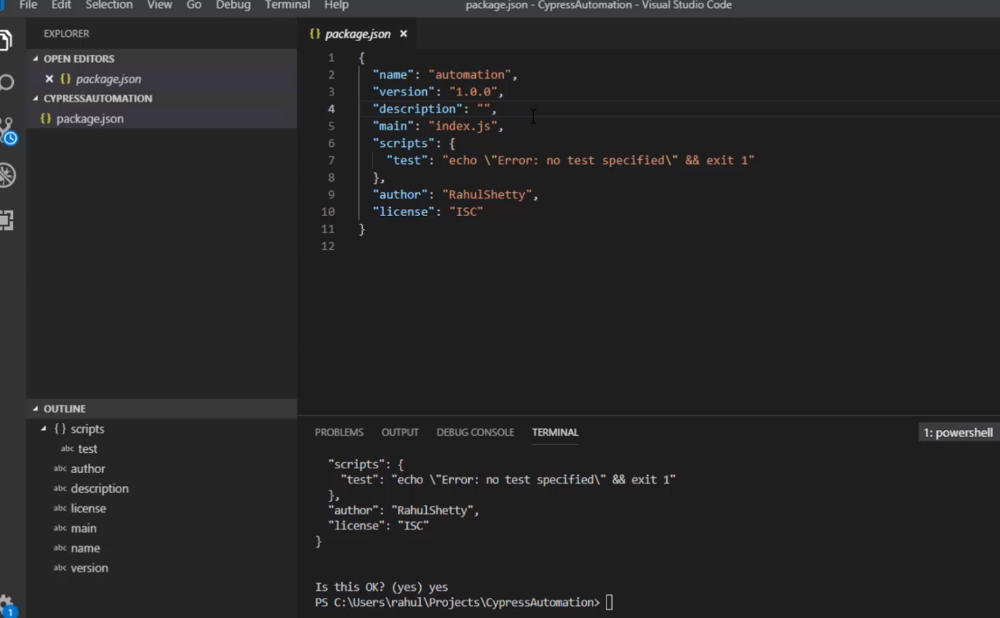 File Edit Selection View Go Debug Terminal Help
package.json - CypressAutomation - Visual Studio Code
EXPLORER
OPEN EDITORS
package.json
CYPRESSAUTOMATION
package.json
OUTLINE
{} scripts
abc test
abc author
abc description
abc license
abc main
abc name
abc version
1
{} package.json
1 {
2 "name": "automation",
3 "version": "1.0.0",
4 "description": "",
5 "main": "index.js",
6 "scripts": {
7 "test": "echo \"Error: no test specified\" && exit 1"
8 },
9 "author": "RahulShetty",
10 "license": "ISC"
11 }
12
PROBLEMS OUTPUT DEBUG CONSOLE TERMINAL 1: powershell
"scripts": {
"test": "echo \"Error: no test specified\" && exit 1"
},
"author": "RahulShetty",
"license": "ISC"
}
Is this OK? (yes) yes
PS C:\Users\rahul\Projects\CypressAutomation>